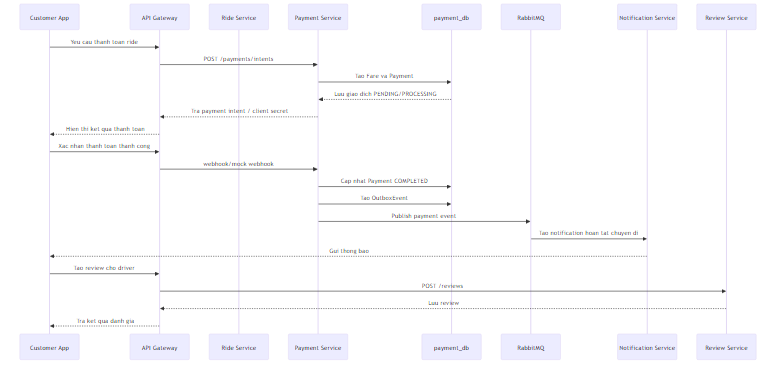 Customer App
API Gateway
Ride Service
Payment Service
payment_db
RabbitMQ
Notification Service
Review Service
Yeu cau thanh toan ride
POST /payments/intents
Tao Fare va Payment
Luu giao dich PENDING/PROCESSING
Tra payment intent / client secret
Hien thi ket qua thanh toan
Xac nhan thanh toan thanh cong
webhook/mock webhook
Cap nhat Payment COMPLETED
Tao OutboxEvent
Publish payment event
Tao notification hoan tat chuyen di
Gui thong bao
Tao review cho driver
POST /reviews
Luu review
Tra ket qua danh gia
Customer App
API Gateway
Ride Service
Payment Service
payment_db
RabbitMQ
Notification Service
Review Service